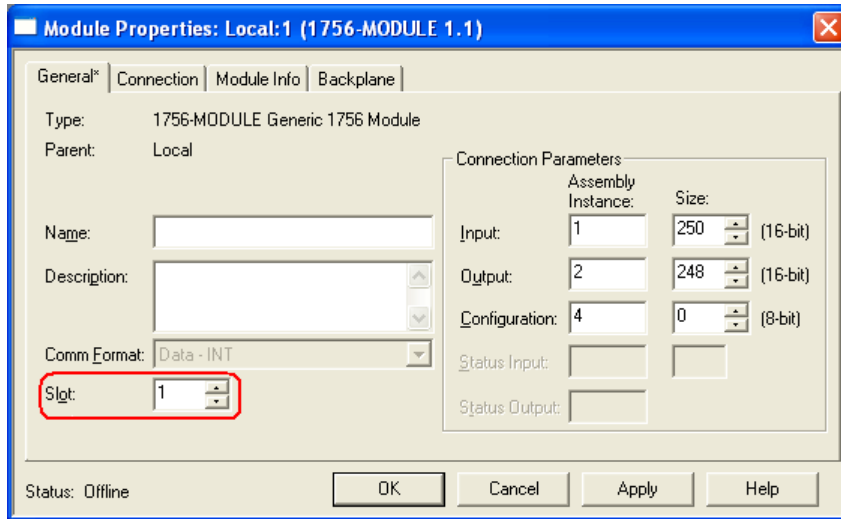 Module Properties: Local:1 (1756-MODULE 1.1)
General* Connection Module Info Backplane
Type: 1756-MODULE Generic 1756 Module
Parent: Local
Connection Parameters
Assembly Instance: Size:
Name: Input: 1 250 (16-bit)
Description: Output: 2 248 (16-bit)
Configuration: 4 0 (8-bit)
Comm Format: Data - INT Status Input:
Slot: 1 Status Output:
Status: Offline OK Cancel Apply Help